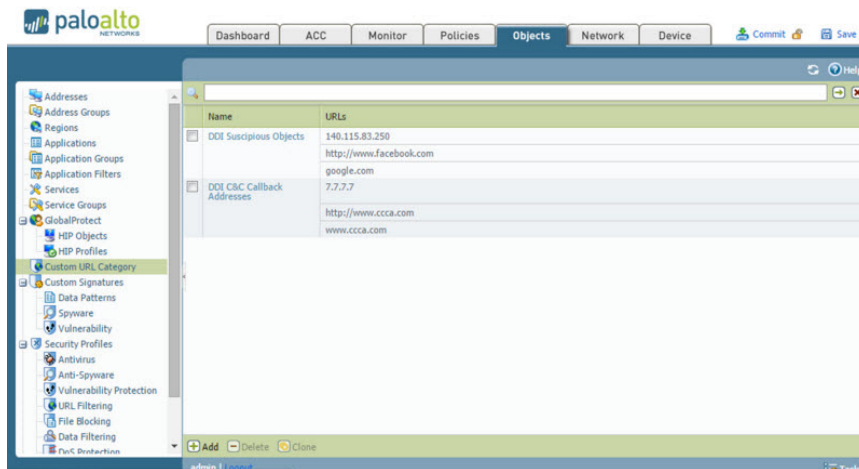 paloalto
NETWORKS
Dashboard ACC Monitor Policies Objects Network Device Commit Save
Help
Addresses
Address Groups
Regions
Applications
Application Groups
Application Filters
Services
Service Groups
GlobalProtect
HIP Objects
HIP Profiles
Custom URL Category
Custom Signatures
Data Patterns
Spyware
Vulnerability
Security Profiles
Antivirus
Anti-Spyware
Vulnerability Protection
URL Filtering
File Blocking
Data Filtering
DoS Protection
Name URLs
DDI Suscipious Objects 140.115.83.250
http://www.facebook.com
google.com
DDI C&C Callback Addresses 7.7.7.7
http://www.ccca.com
www.ccca.com
Add Delete Clone
admin | Logout